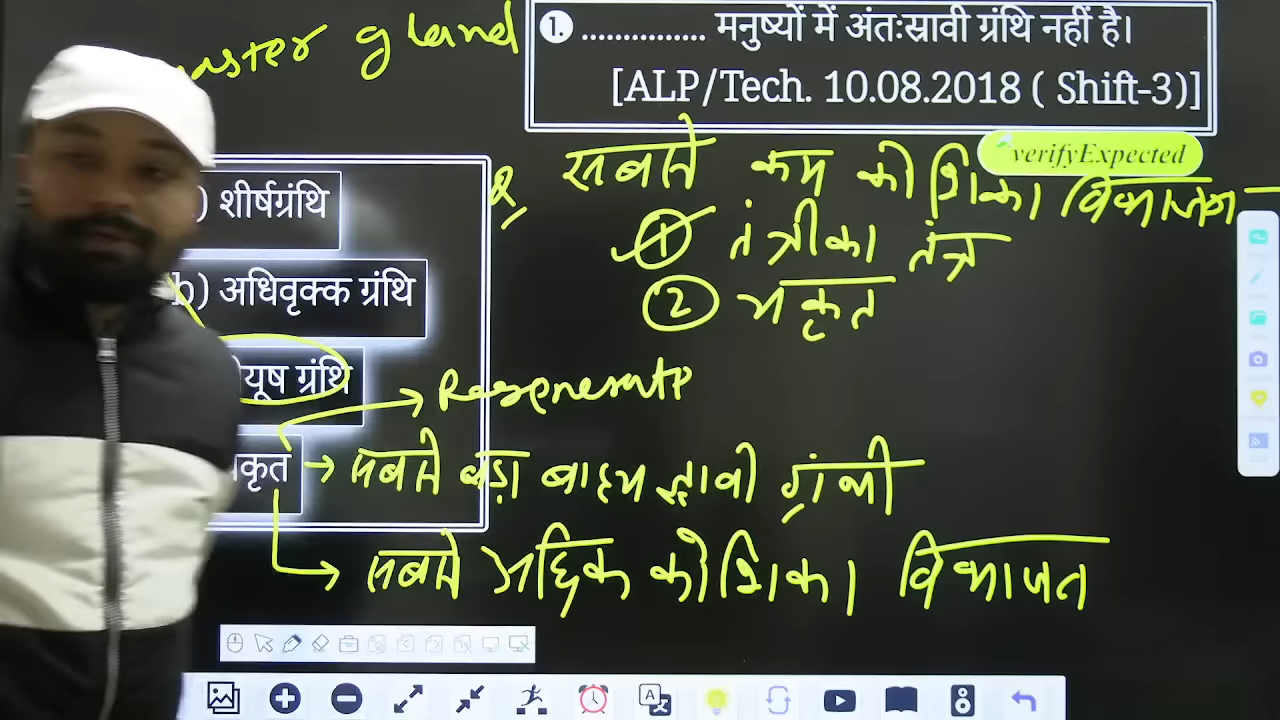 master gland
1. ............... मनुष्यों में अंतःस्रावी ग्रंथि नहीं है।
[ALP/Tech. 10.08.2018 ( Shift-3)]
verifyExpected
सबसे कम कोशिका विभाजन
① तंत्रीका तंत्र
② यकृत
) शीर्षग्रंथि
b) अधिवृक्क ग्रंथि
यूष ग्रंथि
कृत
→ Regenerate
→ सबसे बड़ा बाह्य स्त्रावी ग्रंथी
→ सबसे अधिक कोशिका विभाजन